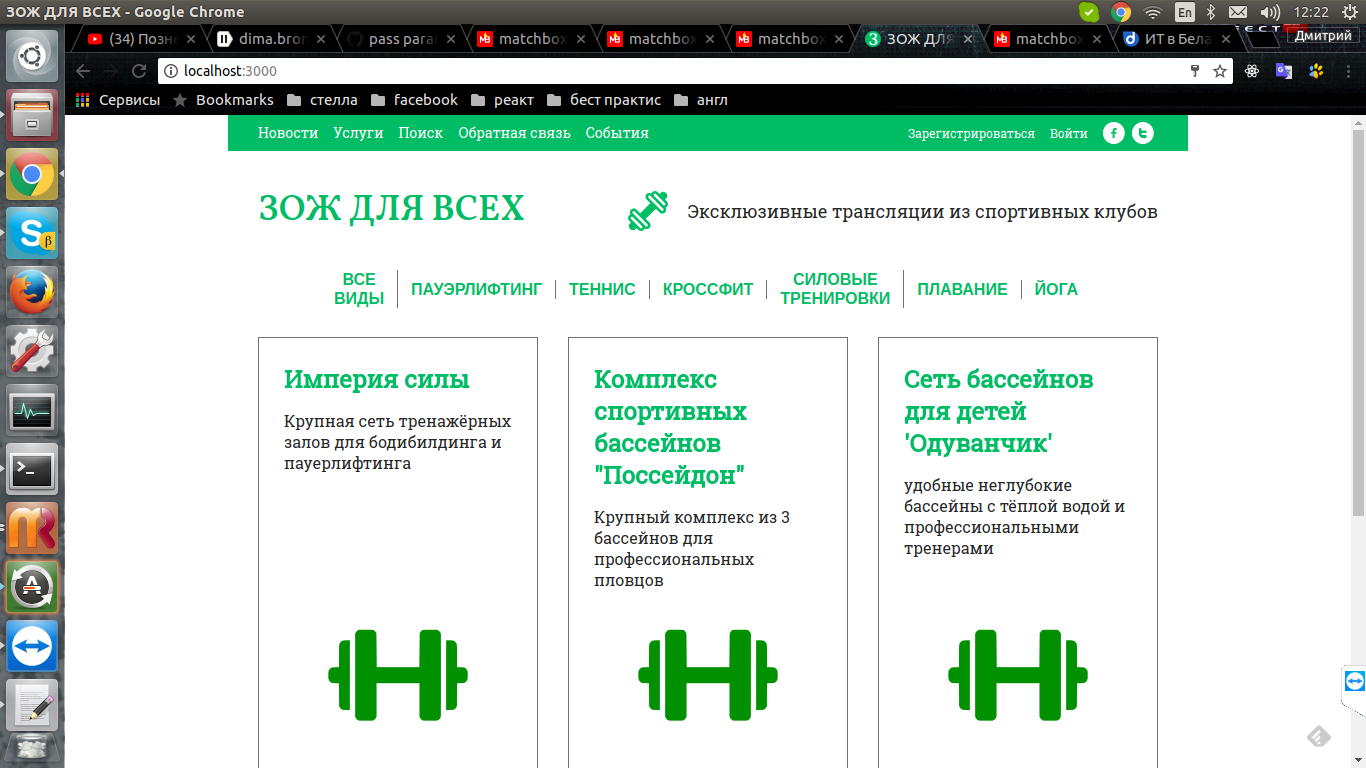 ЗОЖ ДЛЯ ВСЕХ - Google Chrome
En
12:22
(34) Позне
dima.bron
pass para
matchbox
matchbox
matchbox
ЗОЖ ДЛЯ
matchbox
ИТ в Бела
Дмитрий
localhost:3000
Сервисы
Bookmarks
стелла
facebook
реакт
бест практис
англ
Новости Услуги Поиск Обратная связь События
Зарегистрироваться Войти
ЗОЖ ДЛЯ ВСЕХ
Эксклюзивные трансляции из спортивных клубов
ВСЕ
ВИДЫ
ПАУЭРЛИФТИНГ
ТЕННИС
КРОССФИТ
СИЛОВЫЕ
ТРЕНИРОВКИ
ПЛАВАНИЕ
ЙОГА
Империя силы
Крупная сеть тренажёрных
залов для бодибилдинга и
пауерлифтинга
Комплекс
спортивных
бассейнов
"Поссейдон"
Крупный комплекс из 3
бассейнов для
профессиональных
пловцов
Сеть бассейнов
для детей
'Одуванчик'
удобные неглубокие
бассейны с тёплой водой и
профессиональными
тренерами